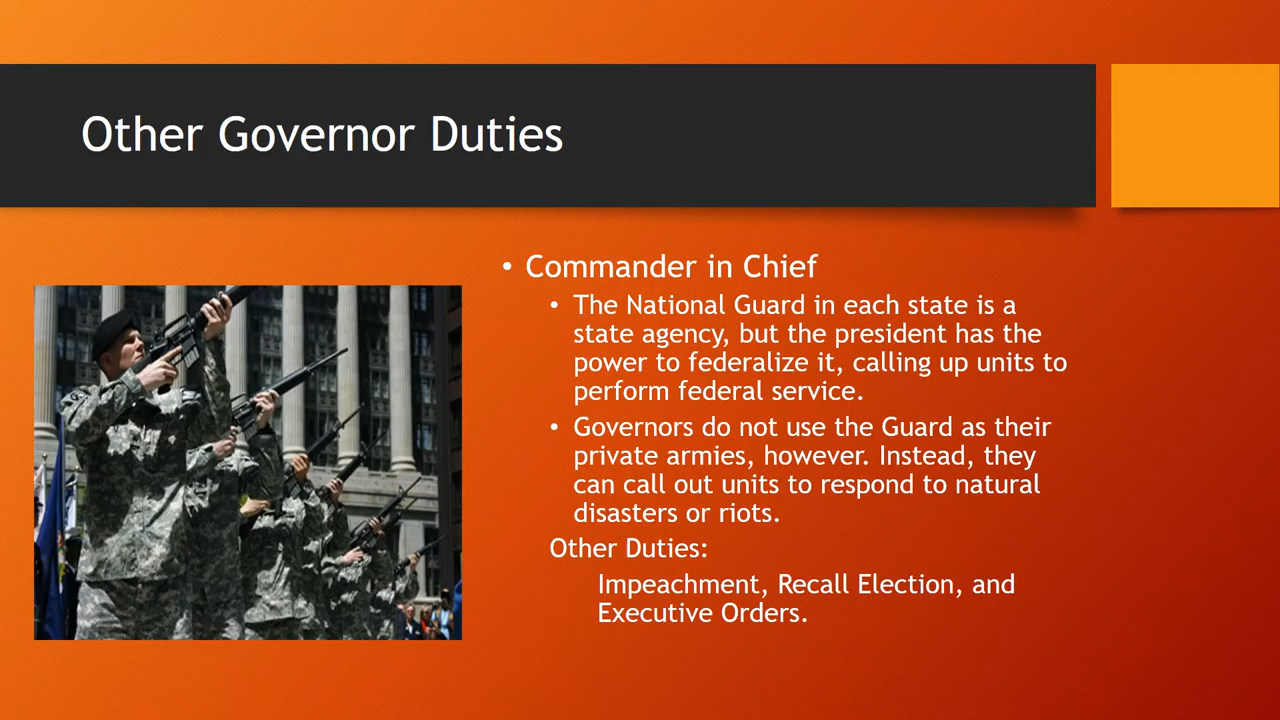 Other Governor Duties
• Commander in Chief
• The National Guard in each state is a
state agency, but the president has the
power to federalize it, calling up units to
perform federal service.
• Governors do not use the Guard as their
private armies, however. Instead, they
can call out units to respond to natural
disasters or riots.
Other Duties:
Impeachment, Recall Election, and
Executive Orders.